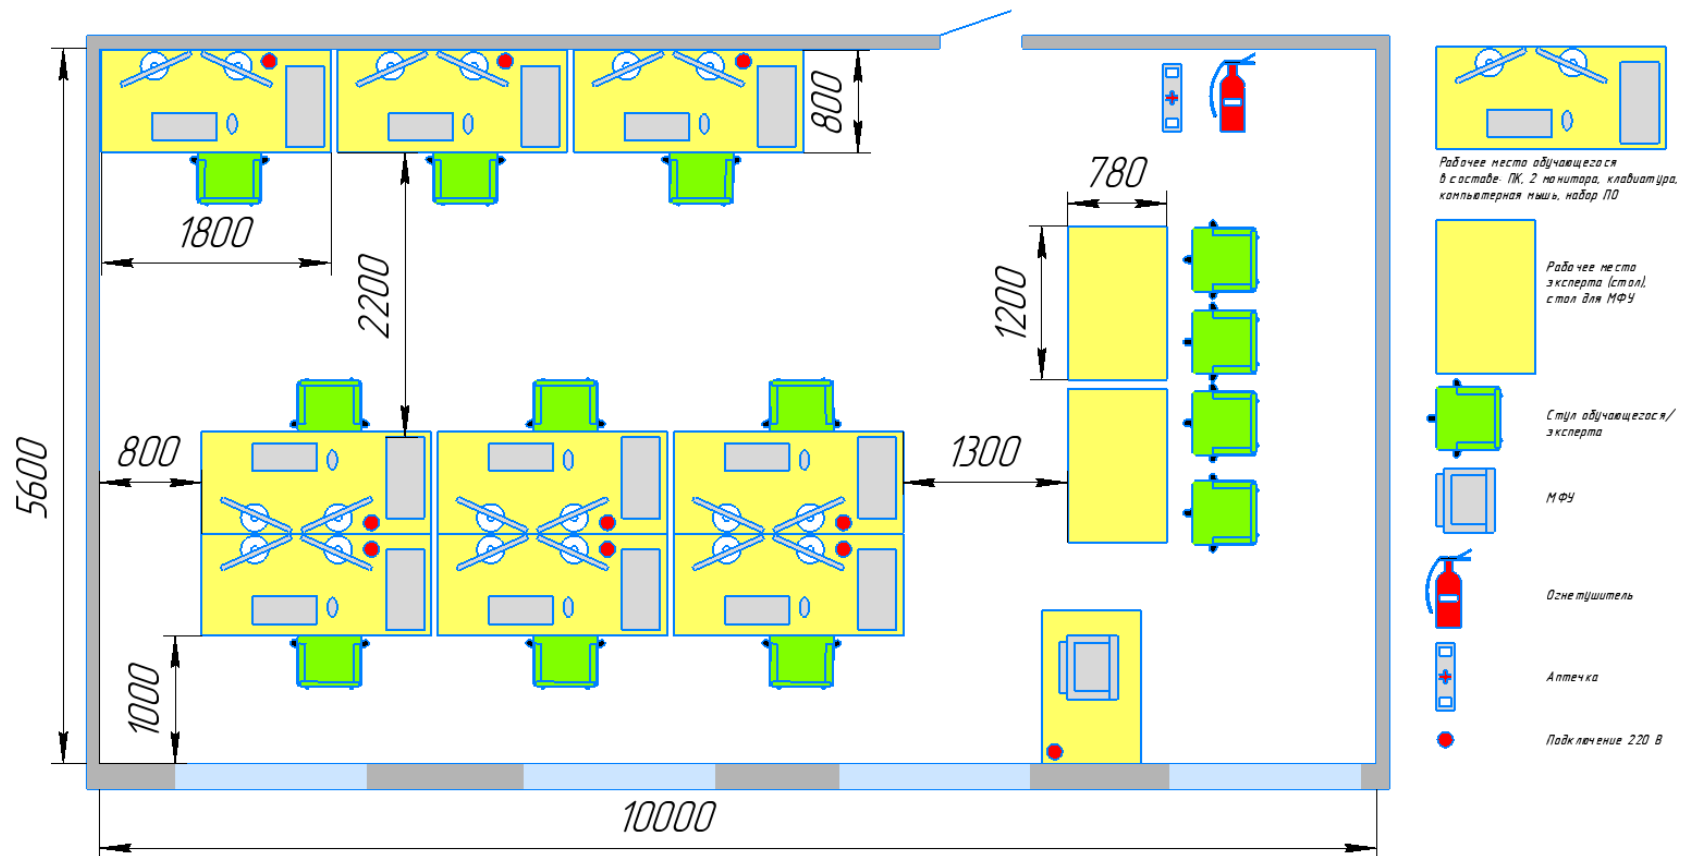 800
1800
2200
780
1200
5600
800
1300
1000
10000
Рабочее место обучающегося
в составе: ПК, 2 монитора, клавиатура,
компьютерная мышь, набор ПО
Рабочее место
эксперта (стол),
стол для МФУ
Стул обучающегося/
эксперта
МФУ
Огнетушитель
Аптечка
Подключение 220 В